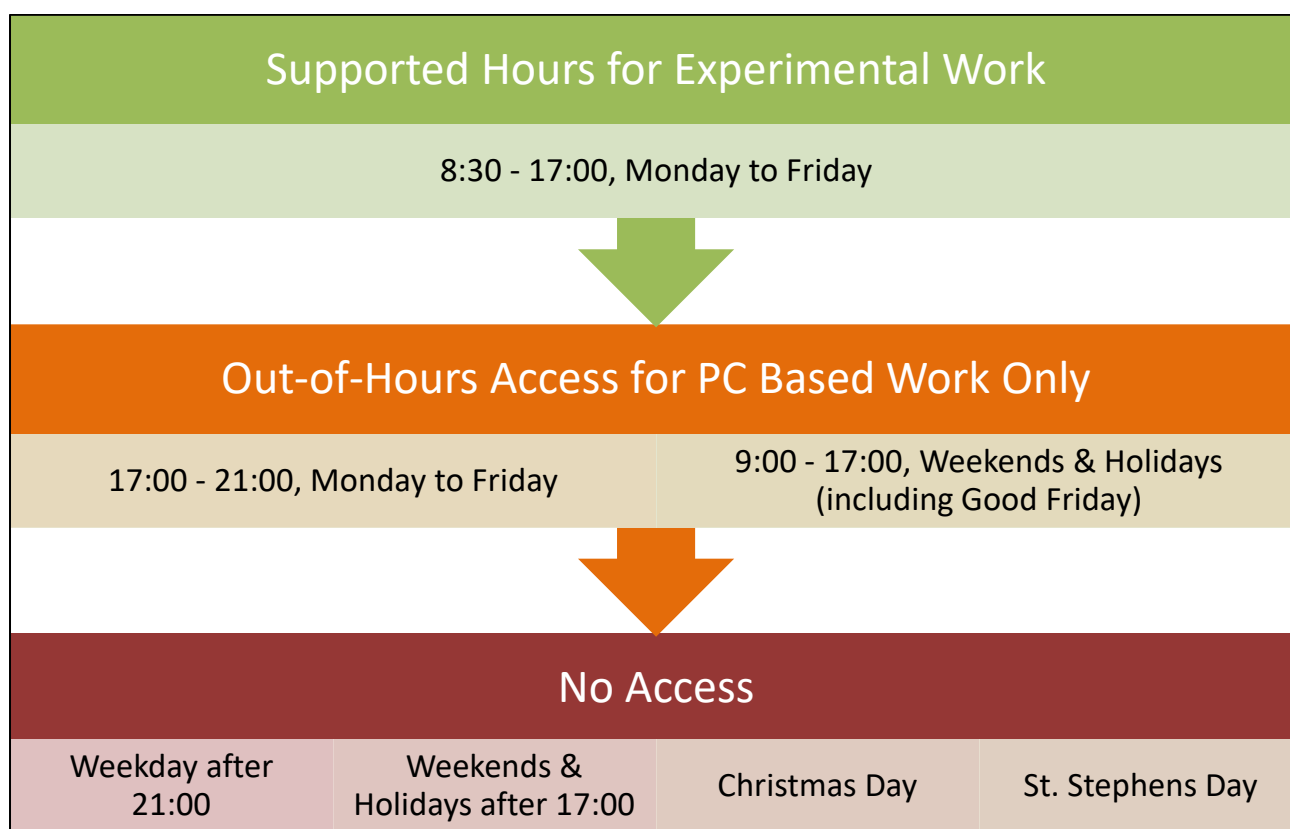 Supported Hours for Experimental Work
8:30 - 17:00, Monday to Friday
Out-of-Hours Access for PC Based Work Only
17:00 - 21:00, Monday to Friday
9:00 - 17:00, Weekends & Holidays
(including Good Friday)
No Access
Weekday after
21:00
Weekends &
Holidays after 17:00
Christmas Day
St. Stephens Day